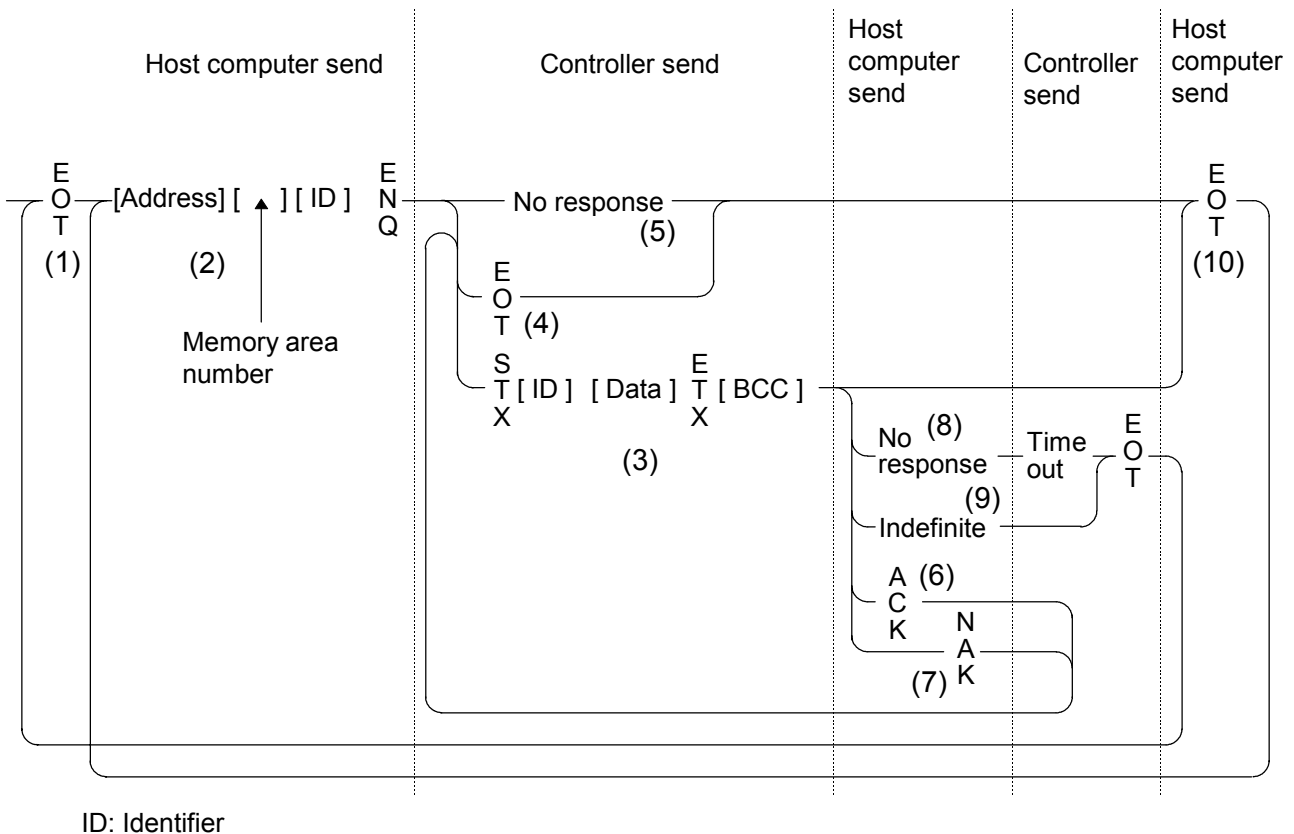 Host computer send
Controller send
Host
computer
send
Controller
send
Host
computer
send
E
O
T
(1)
[Address] [ ] [ ID ]
(2)
Memory area
number
E
N
Q
No response
(5)
E
O
T
(4)
S
T
X
[ ID ] [ Data ]
E
T
X
[ BCC ]
(3)
No
response
(8)
Time
out
E
O
T
(9)
Indefinite
A
C
K
(6)
N
A
K
(7)
E
O
T
(10)
ID: Identifier